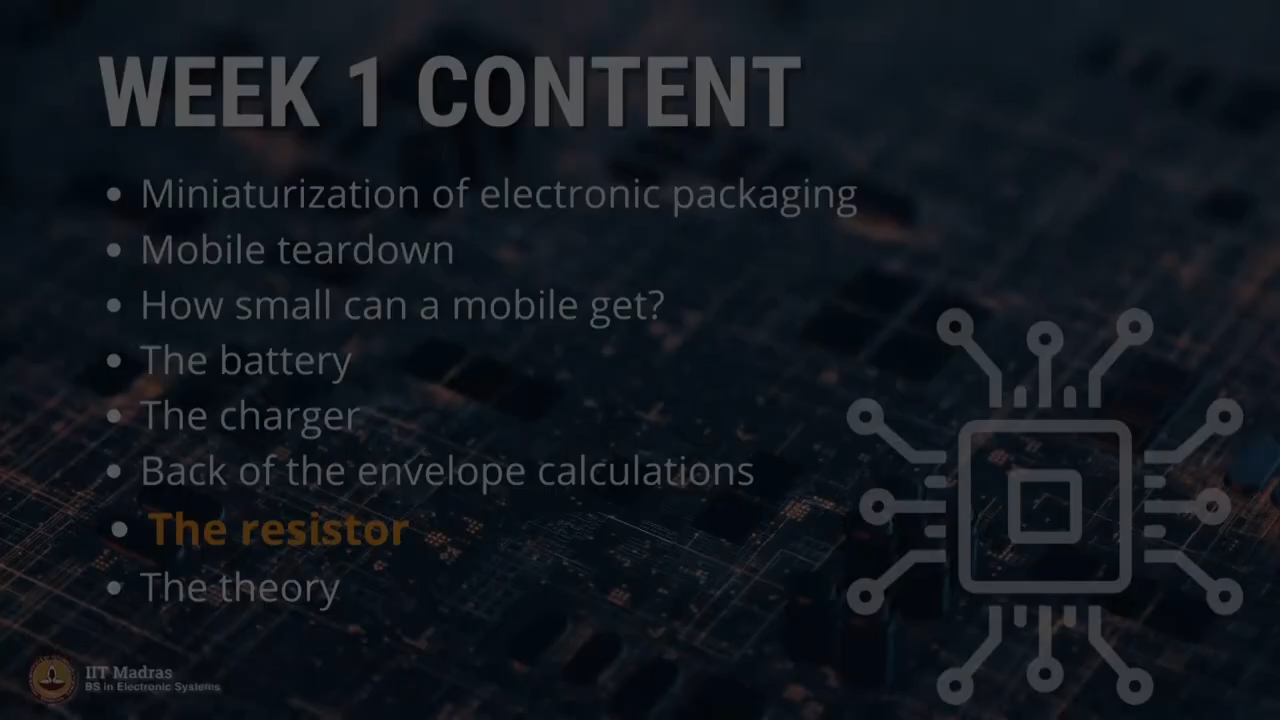 WEEK 1 CONTENT
• Miniaturization of electronic packaging
• Mobile teardown
• How small can a mobile get?
• The battery
• The charger
• Back of the envelope calculations
• The resistor
• The theory
IIT Madras
BS in Electronic Systems